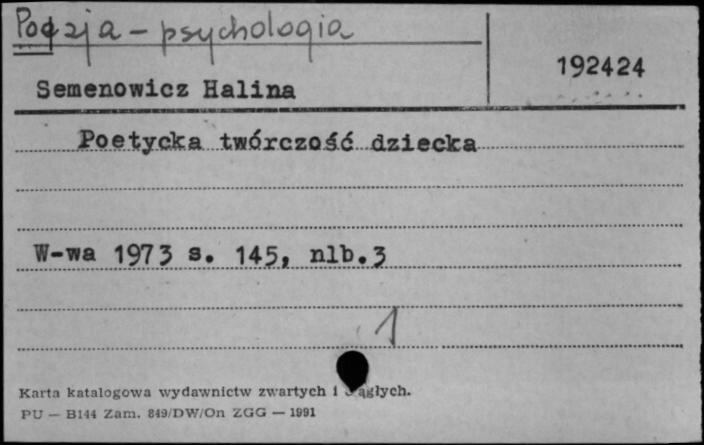 Poezja - psychologia
192424
Semenowicz Halina
Poetycka twórczość dziecka
W-wa 1973 s. 145, nlb.3
1
Karta katalogowa wydawnictw zwartych i ciągłych.
PU — B144 Zam. 849/DW/On ZGG — 1991